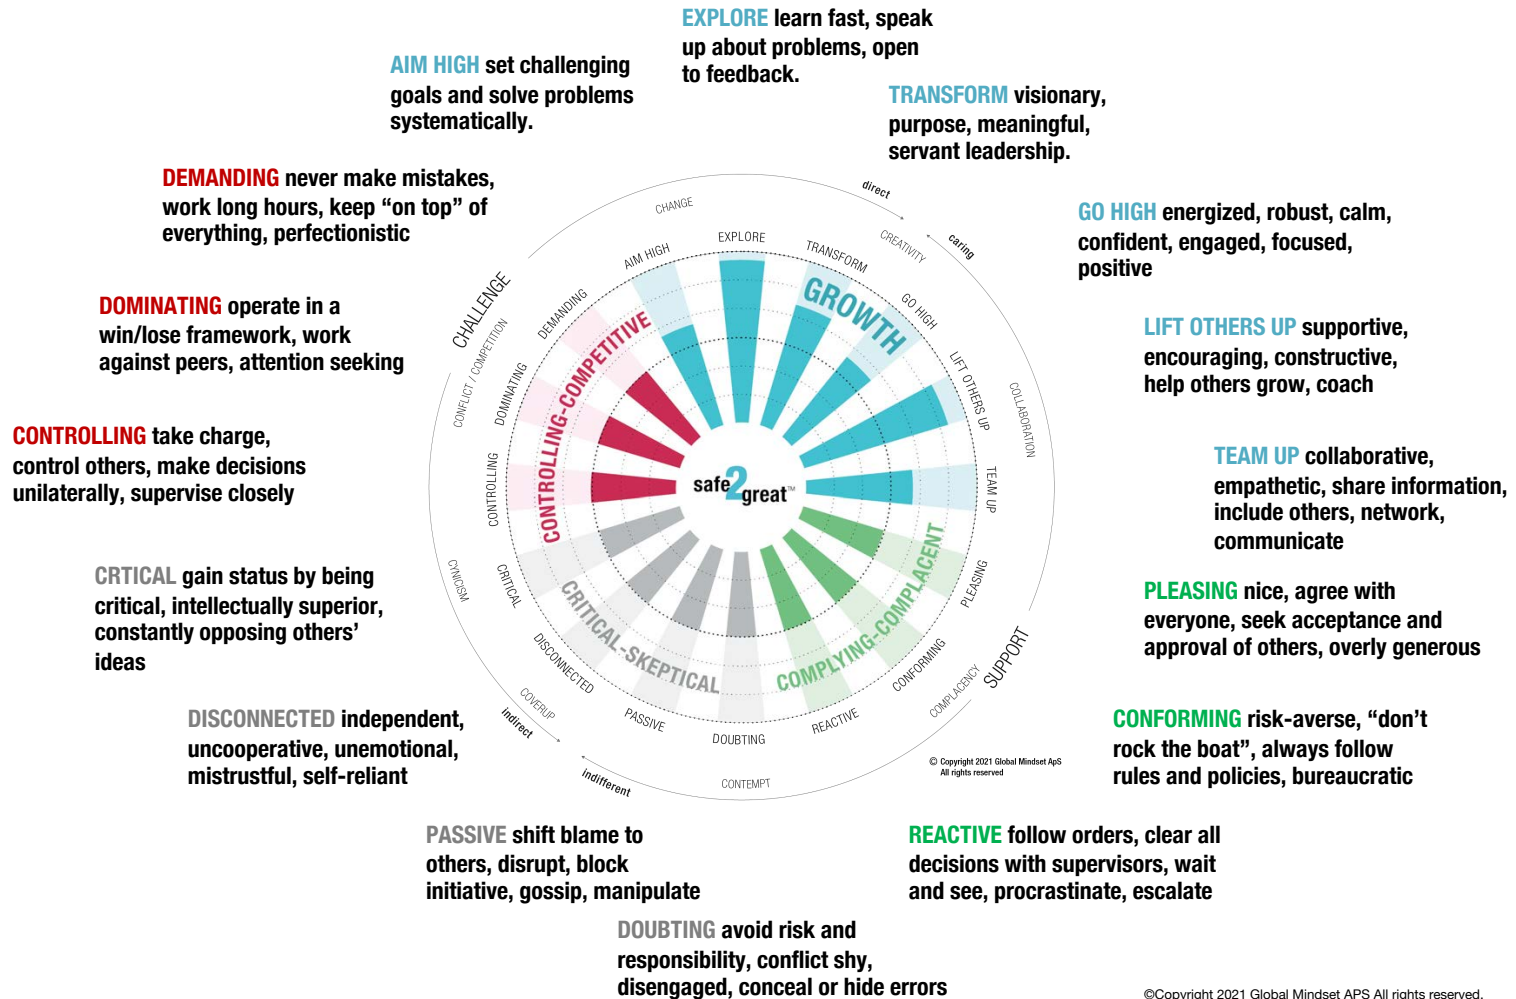 EXPLORE learn fast, speak
up about problems, open
to feedback.
AIM HIGH set challenging
goals and solve problems
systematically.
TRANSFORM visionary,
purpose, meaningful,
servant leadership.
DEMANDING never make mistakes,
work long hours, keep “on top” of
everything, perfectionistic
GO HIGH energized, robust, calm,
confident, engaged, focused,
positive
DOMINATING operate in a
win/lose framework, work
against peers, attention seeking
LIFT OTHERS UP supportive,
encouraging, constructive,
help others grow, coach
CONTROLLING take charge,
control others, make decisions
unilaterally, supervise closely
TEAM UP collaborative,
empathetic, share information,
include others, network,
communicate
CRTICAL gain status by being
critical, intellectually superior,
constantly opposing others’
ideas
PLEASING nice, agree with
everyone, seek acceptance and
approval of others, overly generous
DISCONNECTED independent,
uncooperative, unemotional,
mistrustful, self-reliant
CONFORMING risk-averse, “don’t
rock the boat”, always follow
rules and policies, bureaucratic
PASSIVE shift blame to
others, disrupt, block
initiative, gossip, manipulate
REACTIVE follow orders, clear all
decisions with supervisors, wait
and see, procrastinate, escalate
DOUBTING avoid risk and
responsibility, conflict shy,
disengaged, conceal or hide errors
CHANGE
direct
caring
CREATIVITY
COLLABORATION
CHALLENGE
CONFLICT / COMPETITION
CYNICISM
COVERUP
indirect
indifferent
CONTEMPT
COMPLACENCY
SUPPORT
AIM HIGH
EXPLORE
TRANSFORM
GO HIGH
LIFT OTHERS UP
TEAM UP
PLEASING
CONFORMING
REACTIVE
DOUBTING
PASSIVE
DISCONNECTED
CRITICAL
CONTROLLING
DOMINATING
DEMANDING
GROWTH
CONTROLLING-COMPETITIVE
CRITICAL-SKEPTICAL
COMPLYING-COMPLACENT
safe2great™
© Copyright 2021 Global Mindset ApS
All rights reserved
©Copyright 2021 Global Mindset APS All rights reserved.